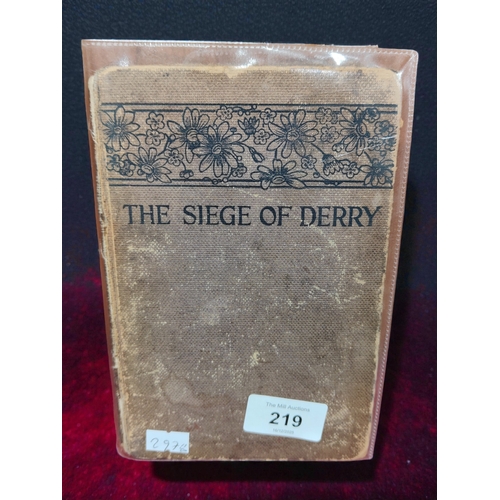 THE SIEGE OF DERRY
The Mill Auctions
219